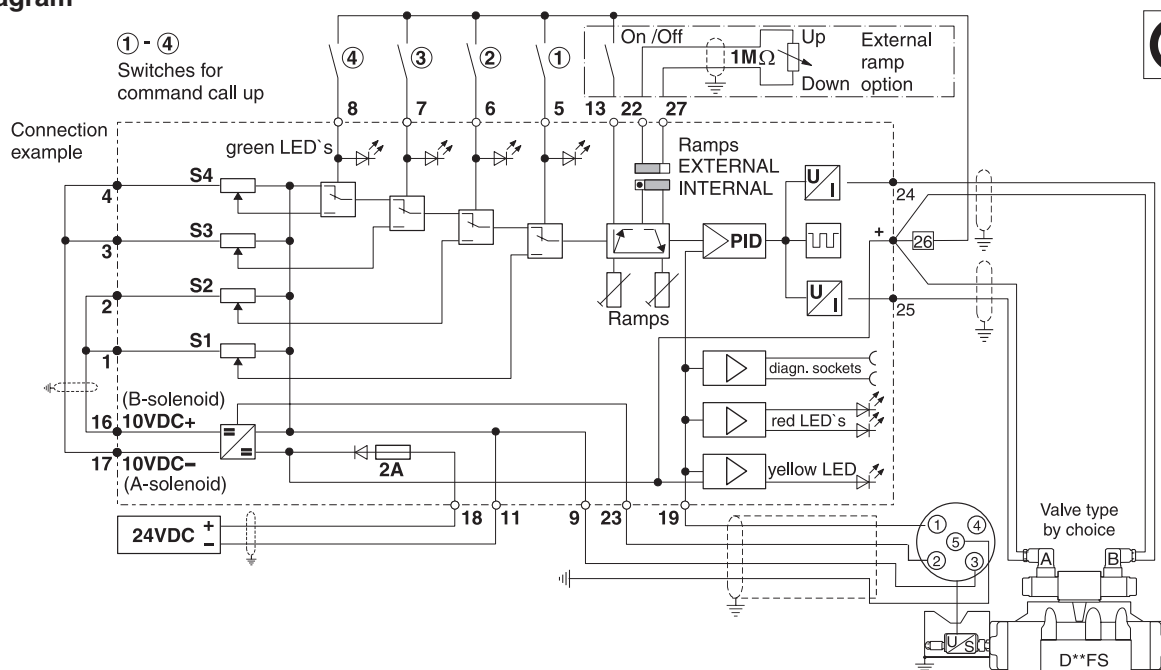 agram
① - ④
Switches for
command call up
④
③
②
①
On /Off
1MΩ
Up
Down
External
ramp
option
8
7
6
5
13
22
27
Connection
example
green LED`s
Ramps
EXTERNAL
INTERNAL
4
S4
3
S3
2
S2
1
S1
PID
U
I
U
I
24
+
26
25
Ramps
diagn. sockets
red LED`s
yellow LED
(B-solenoid)
16
10VDC+
17
10VDC−
(A-solenoid)
=
=
2A
18
11
9
23
19
24VDC
+
−
①
④
⑤
②
③
Valve type
by choice
A
B
U
S
D**FS